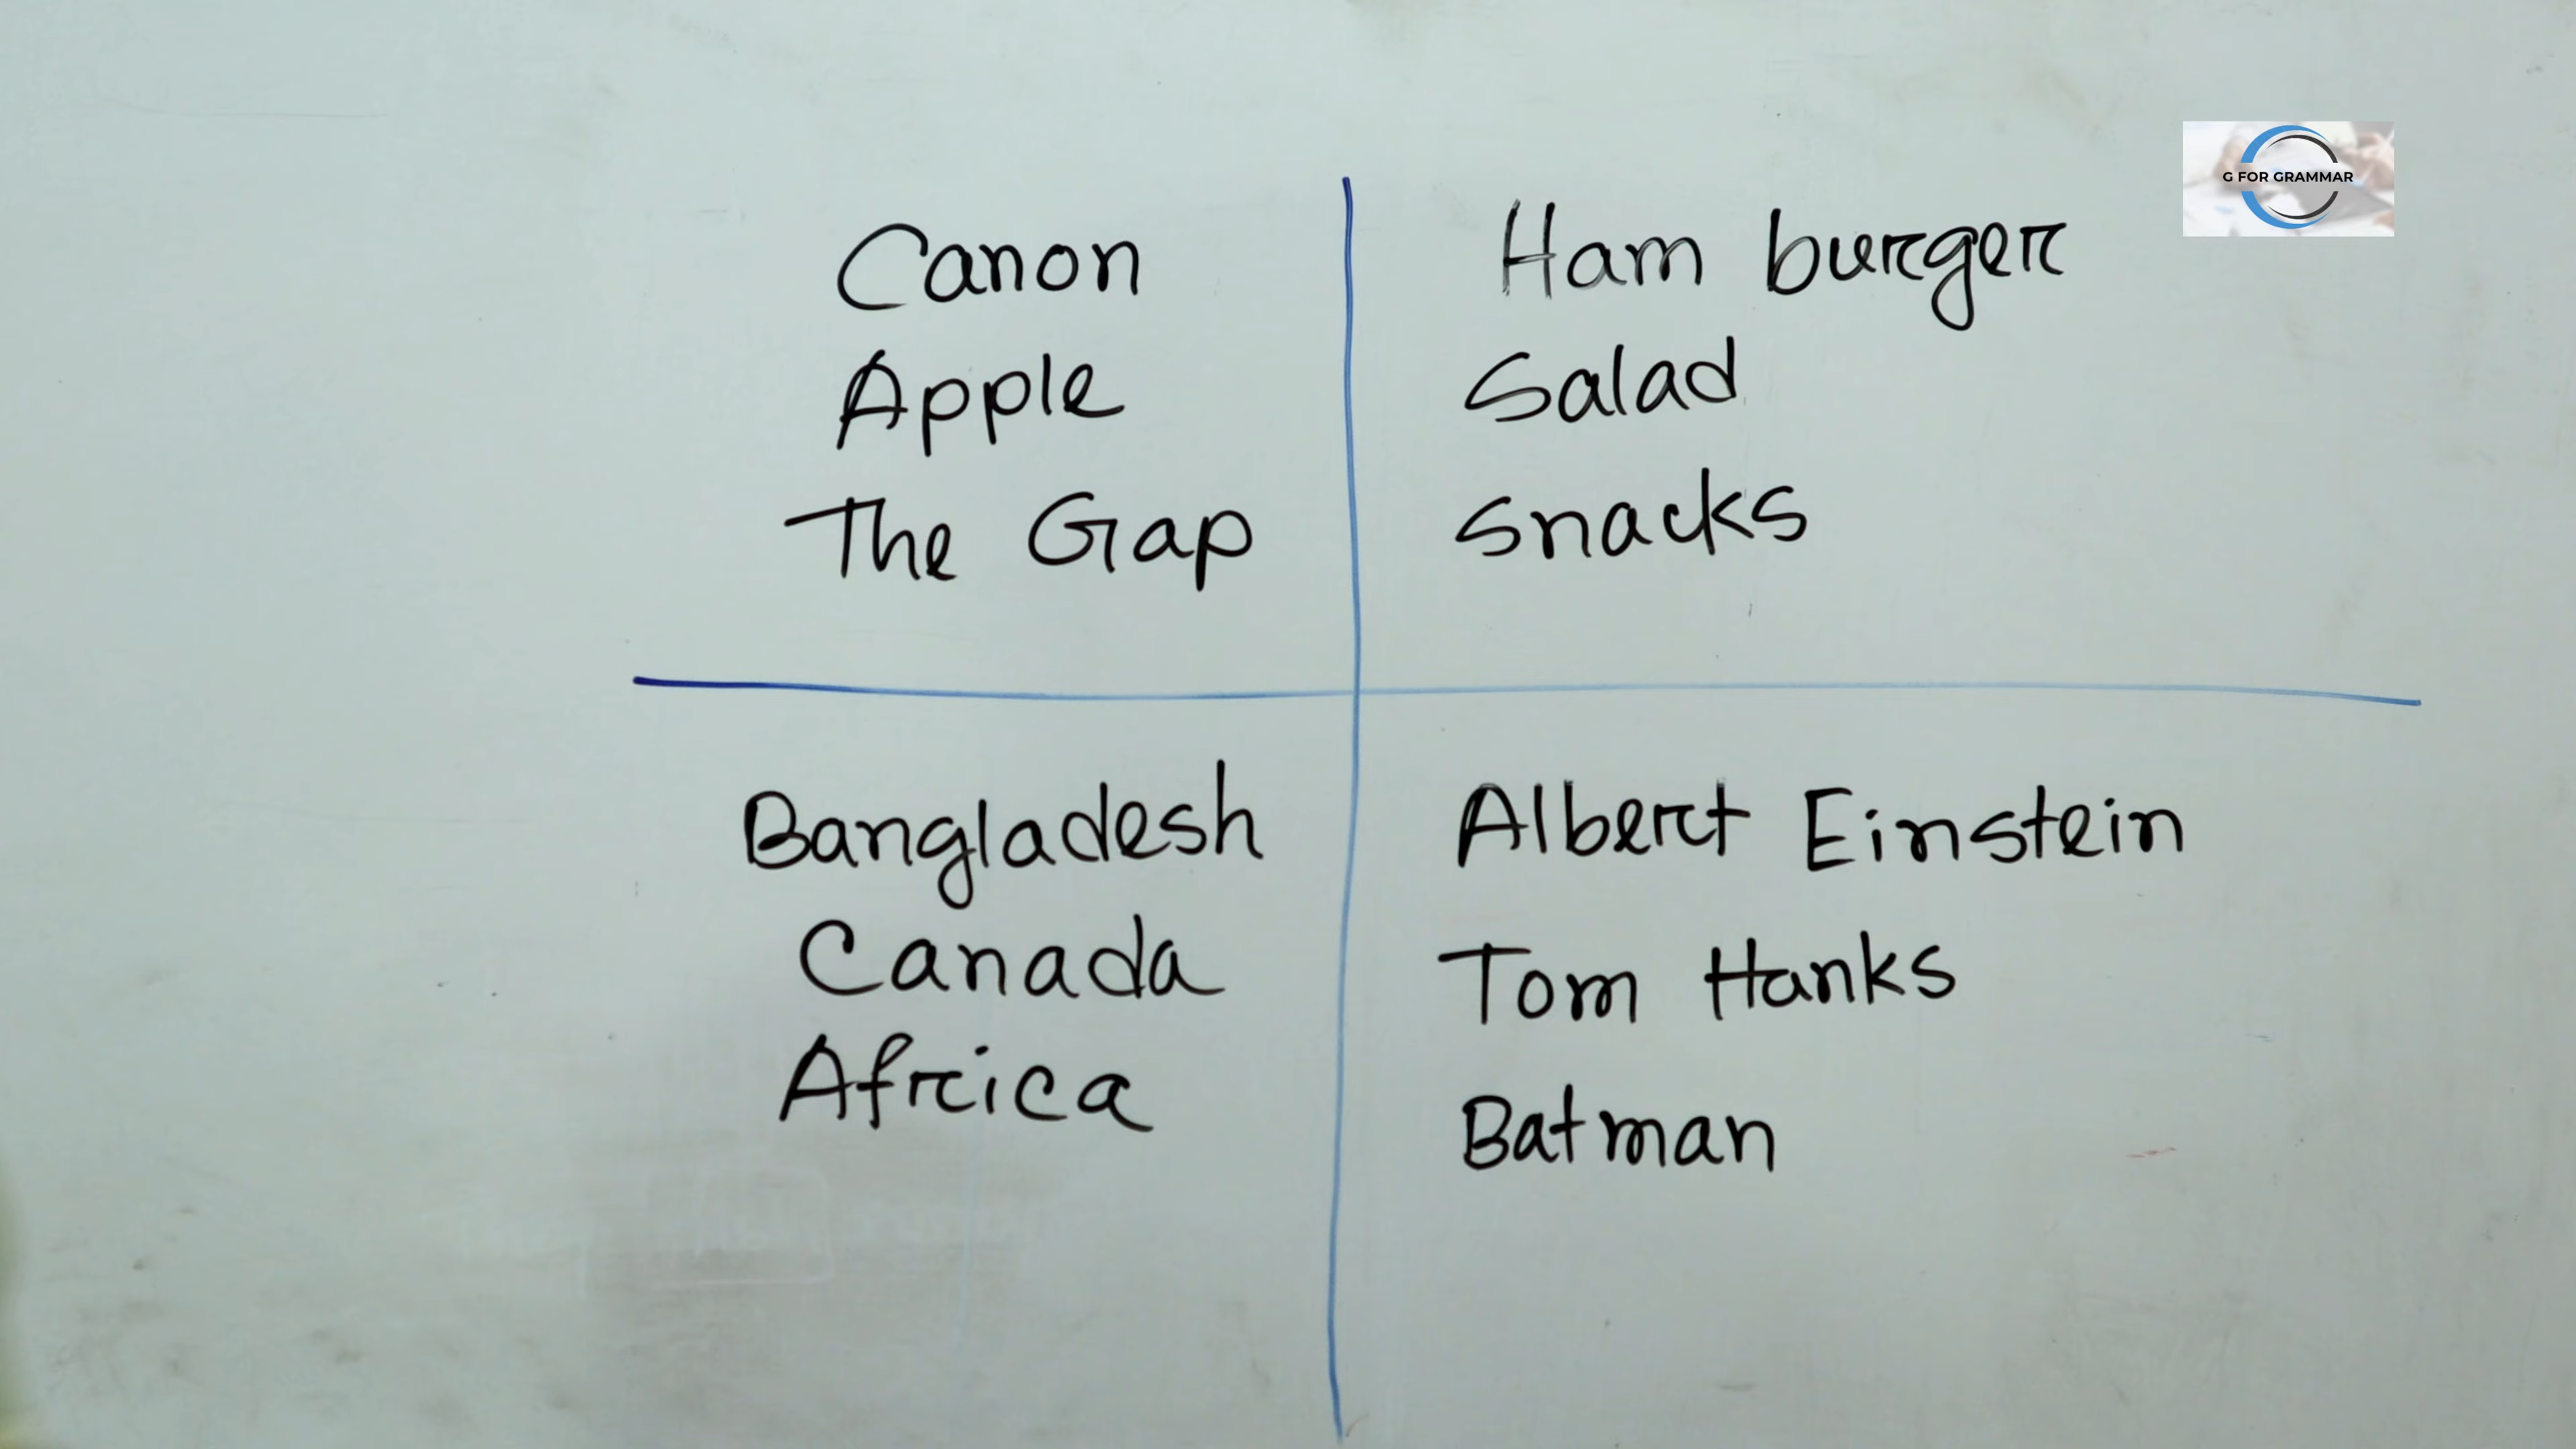 G FOR GRAMMAR
Canon
Apple
The Gap
Ham burger
Salad
Snacks
Bangladesh
Canada
Africa
Albert Einstein
Tom Hanks
Batman